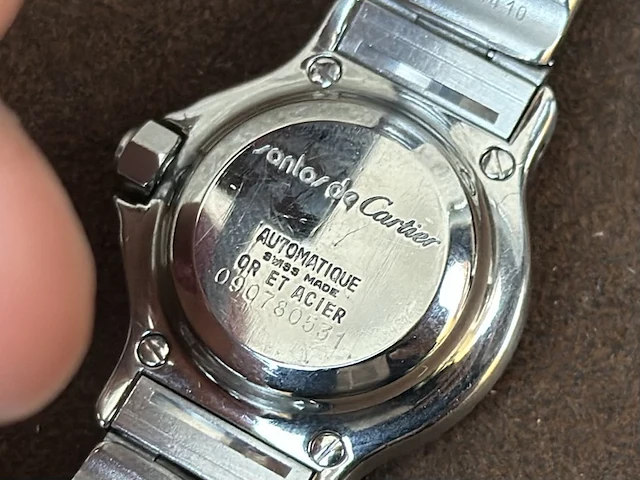 santos de Cartier
AUTOMATIQUE
SWISS MADE
OR ET ACIER
090780531